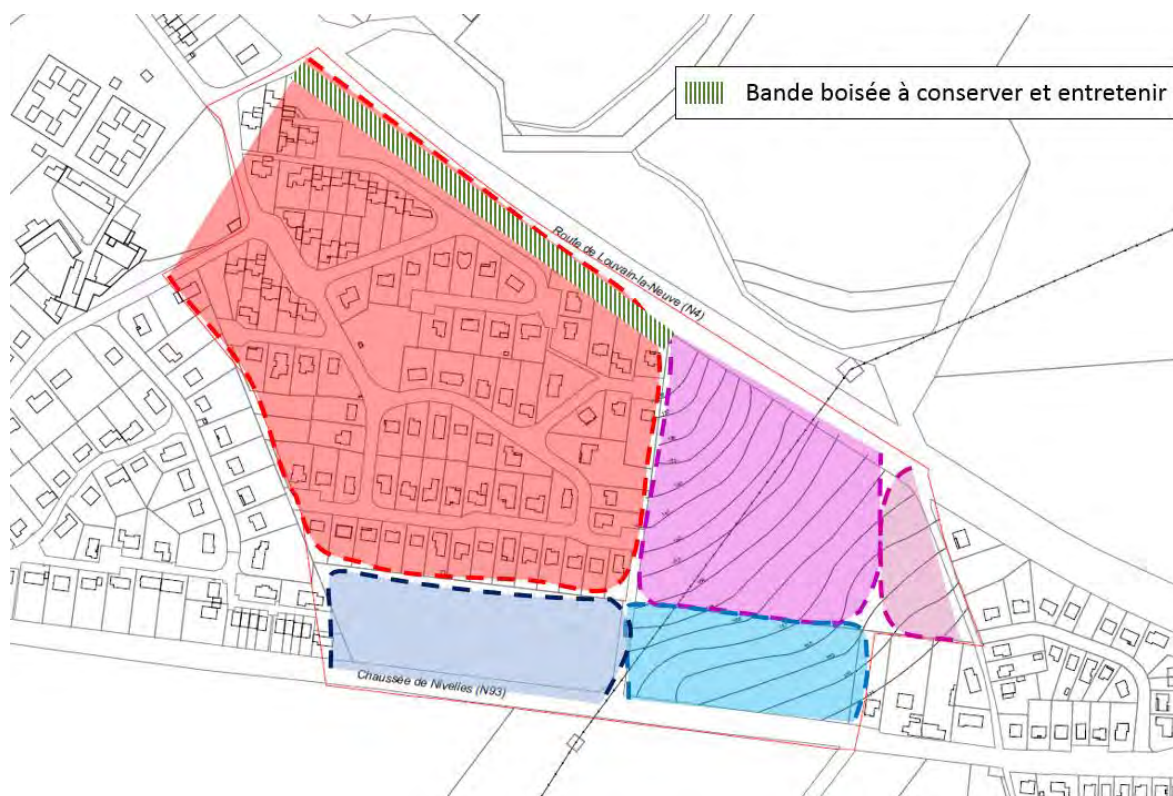 Bande boisée à conserver et entretenir
Route de Louvain-la-Neuve (N4)
Chaussée de Nivelles (N93)